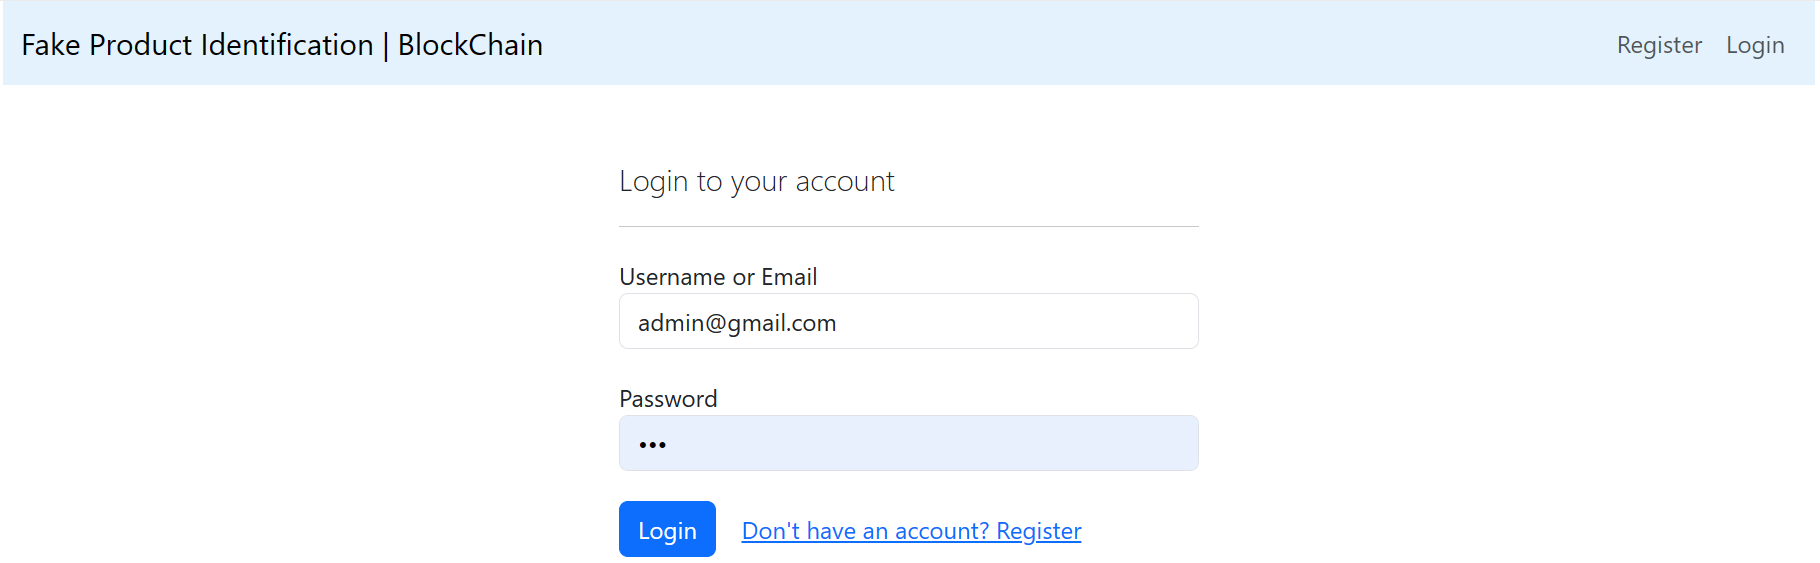 Fake Product Identification | BlockChain Register Login
Login to your account
Username or Email
admin@gmail.com
Password
•••
Login Don't have an account? Register